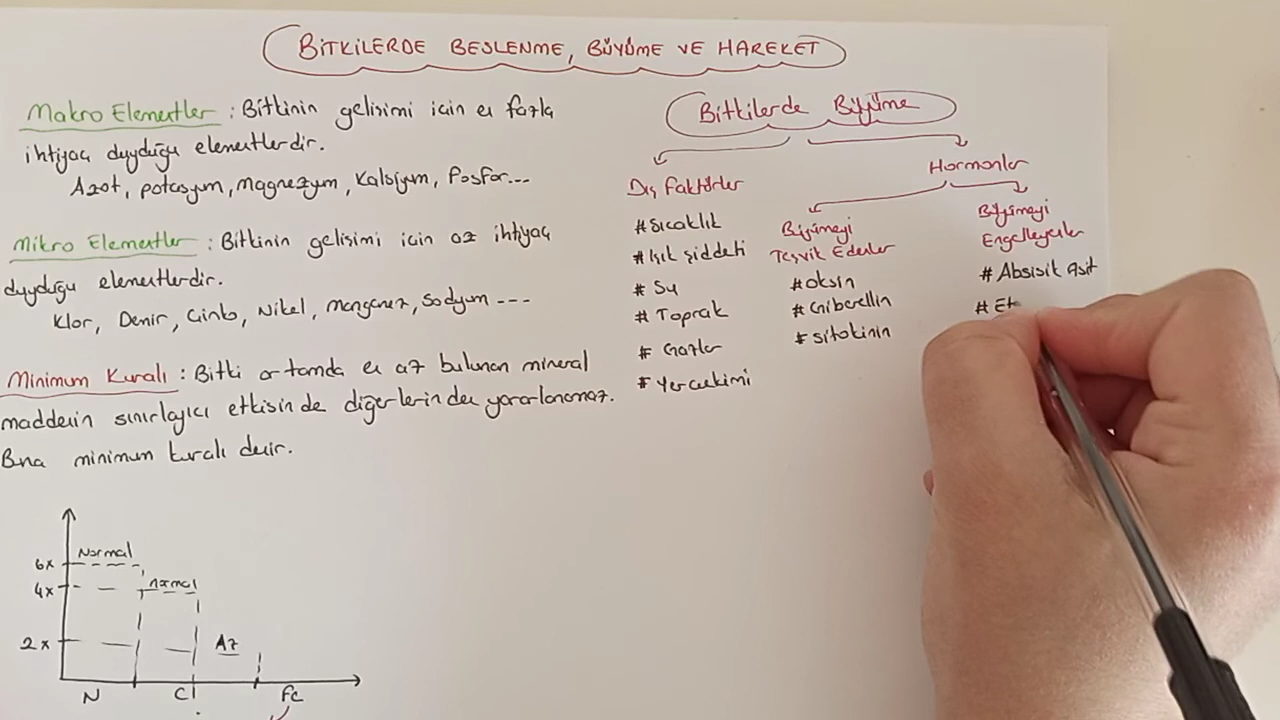 BİTKİLERDE BESLENME, BÜYÜME VE HAREKET
Makro Elementler : Bitkinin gelişimi için en fazla
ihtiyaç duyduğu elementlerdir.
Azot, potasyum, magnezyum, Kalsiyum, Fosfor...
Mikro Elementler : Bitkinin gelişimi için az ihtiyaç
duyduğu elementlerdir.
Klor, Demir, Çinko, Nikel, mangenez, Sodyum ---
Minimum Kuralı : Bitki ortamda en az bulunan mineral
maddenin sınırlayıcı etkisinde diğerlerinden yararlanamaz.
Buna minimum kuralı denir.
6x
Normal
4x
normal
2x
Az
N
Cl
Bitkilerde Büyüme
Dış faktörler
#Sıcaklık
#Işık şiddeti
# Su
# Toprak
# Gazlar
# Yerçekimi
Hormonlar
Büyümeyi
Teşvik Edenler
#oksin
#Giberellin
#sitokinin
Büyümeyi
Engelleyenler
#Absisik Asit
# Et